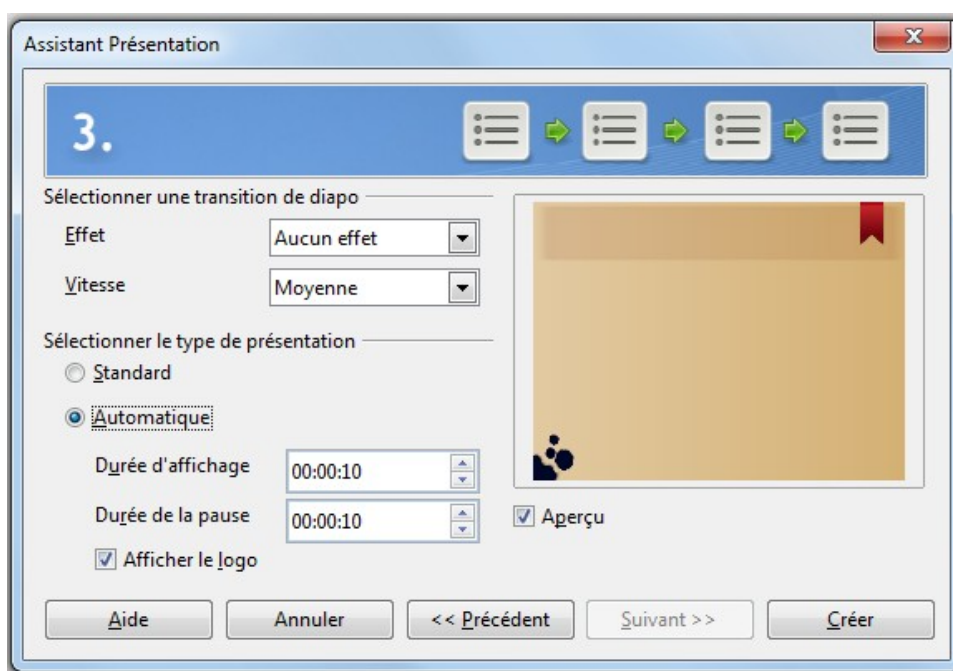 Assistant Présentation
3.
Sélectionner une transition de diapo
Effet Aucun effet
Vitesse Moyenne
Sélectionner le type de présentation
Standard
Automatique
Durée d'affichage 00:00:10
Durée de la pause 00:00:10
Aperçu
Afficher le logo
Aide Annuler << Précédent Suivant >> Créer